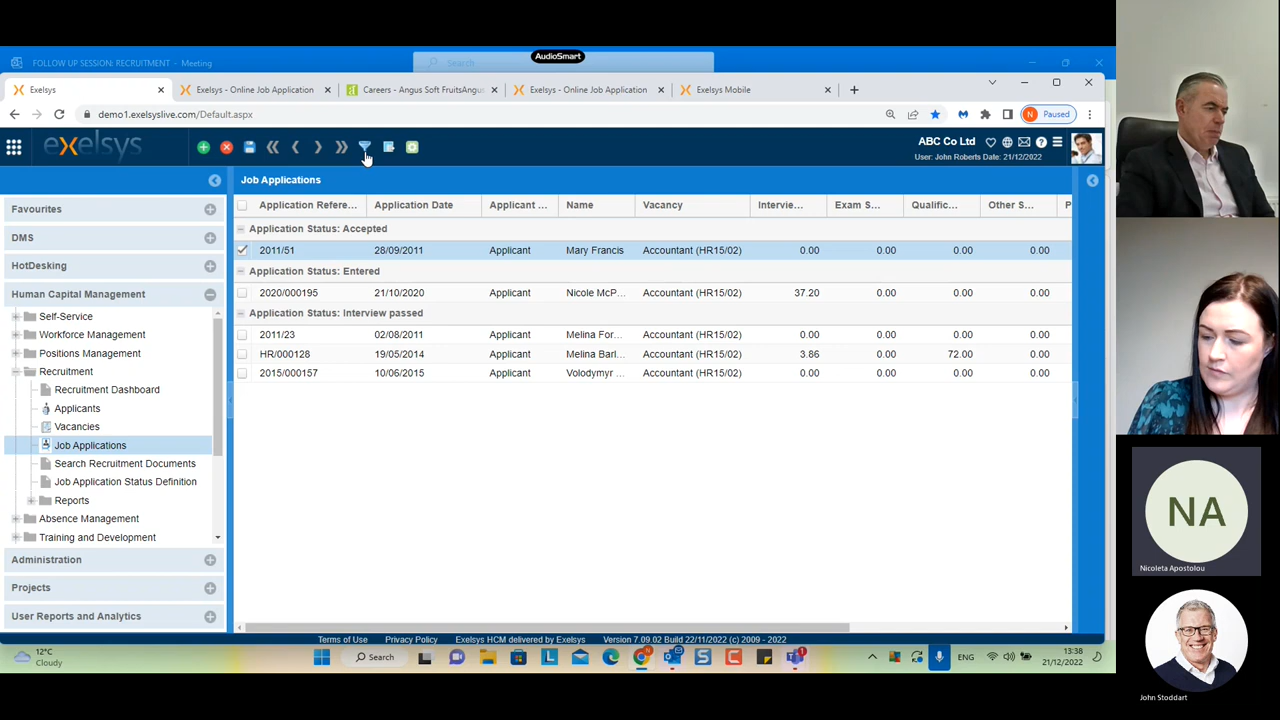 AudioSmart
FOLLOW UP SESSION: RECRUITMENT - Meeting
Search
Exelsys
Exelsys - Online Job Application
Careers - Angus Soft FruitsAngus
Exelsys - Online Job Application
Exelsys Mobile
demo1.exelsyslive.com/Default.aspx
N Paused
exelsys
ABC Co Ltd
User: John Roberts Date: 21/12/2022
Job Applications
Favourites
DMS
HotDesking
Human Capital Management
Self-Service
Workforce Management
Positions Management
Recruitment
Recruitment Dashboard
Applicants
Vacancies
Job Applications
Search Recruitment Documents
Job Application Status Definition
Reports
Absence Management
Training and Development
Administration
Projects
User Reports and Analytics
Application Refere... Application Date Applicant ... Name Vacancy Intervie... Exam S... Qualific... Other S... P
Application Status: Accepted
2011/51 28/09/2011 Applicant Mary Francis Accountant (HR15/02) 0.00 0.00 0.00 0.00
Application Status: Entered
2020/000195 21/10/2020 Applicant Nicole McP... Accountant (HR15/02) 37.20 0.00 0.00 0.00
Application Status: Interview passed
2011/23 02/08/2011 Applicant Melina For... Accountant (HR15/02) 0.00 0.00 0.00 0.00
HR/000128 19/05/2014 Applicant Melina Barl... Accountant (HR15/02) 3.86 0.00 72.00 0.00
2015/000157 10/06/2015 Applicant Volodymyr ... Accountant (HR15/02) 0.00 0.00 0.00 0.00
Terms of Use Privacy Policy Exelsys HCM delivered by Exelsys Version 7.09.02 Build 22/11/2022 (c) 2009 - 2022
12°C
Cloudy
Search
ENG
13:38
21/12/2022
NA
Nicoleta Apostolou
John Stoddart